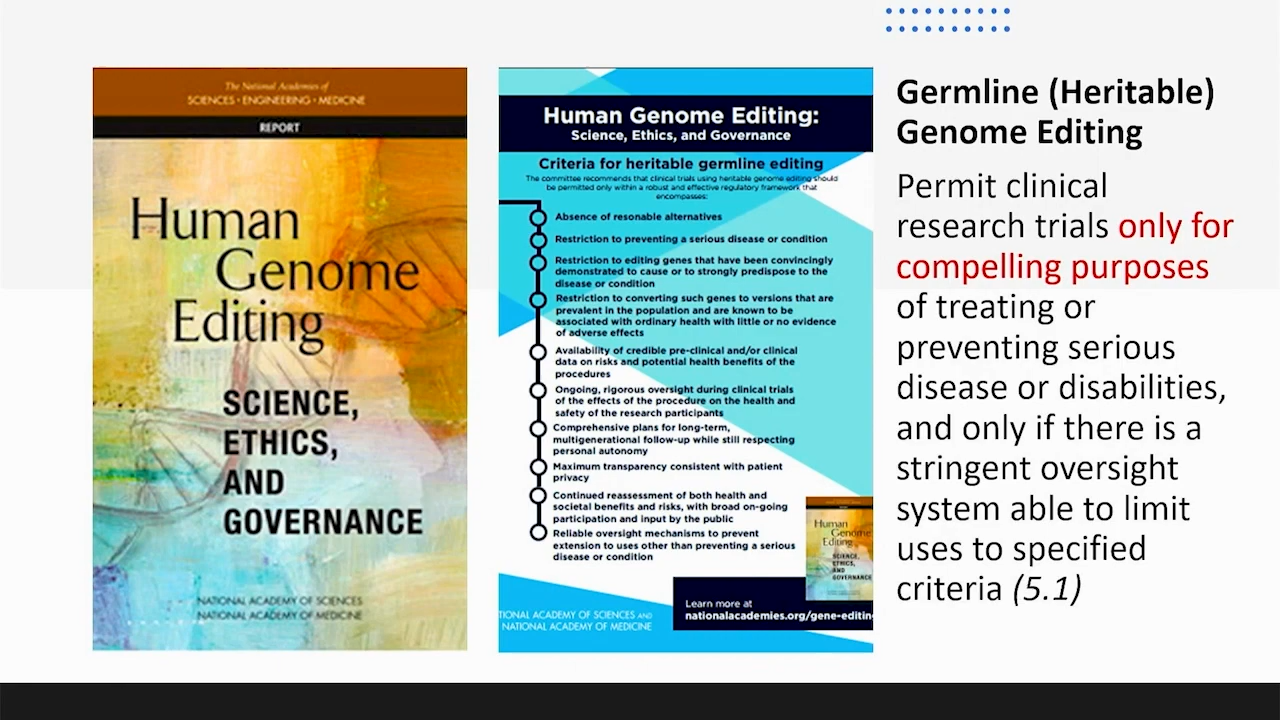 The National Academies of
SCIENCES • ENGINEERING • MEDICINE
REPORT
Human
Genome
Editing
SCIENCE,
ETHICS,
AND
GOVERNANCE
NATIONAL ACADEMY OF SCIENCES
NATIONAL ACADEMY OF MEDICINE
Human Genome Editing:
Science, Ethics, and Governance
Criteria for heritable germline editing
The committee recommends that clinical trials using heritable genome editing should
be permitted only within a robust and effective regulatory framework that
encompasses:
Absence of resonable alternatives
Restriction to preventing a serious disease or condition
Restriction to editing genes that have been convincingly
demonstrated to cause or to strongly predispose to the
disease or condition
Restriction to converting such genes to versions that are
prevalent in the population and are known to be
associated with ordinary health with little or no evidence
of adverse effects
Availability of credible pre-clinical and/or clinical
data on risks and potential health benefits of the
procedures
Ongoing, rigorous oversight during clinical trials
of the effects of the procedure on the health and
safety of the research participants
Comprehensive plans for long-term,
multigenerational follow-up while still respecting
personal autonomy
Maximum transparency consistent with patient
privacy
Continued reassessment of both health and
societal benefits and risks, with broad on-going
participation and input by the public
Reliable oversight mechanisms to prevent
extension to uses other than preventing a serious
disease or condition
Human
Genome
Editing
SCIENCE,
ETHICS,
AND
GOVERNANCE
TIONAL ACADEMY OF SCIENCES AND
NATIONAL ACADEMY OF MEDICINE
Learn more at
nationalacademies.org/gene-editin
Germline (Heritable)
Genome Editing
Permit clinical
research trials only for
compelling purposes
of treating or
preventing serious
disease or disabilities,
and only if there is a
stringent oversight
system able to limit
uses to specified
criteria (5.1)